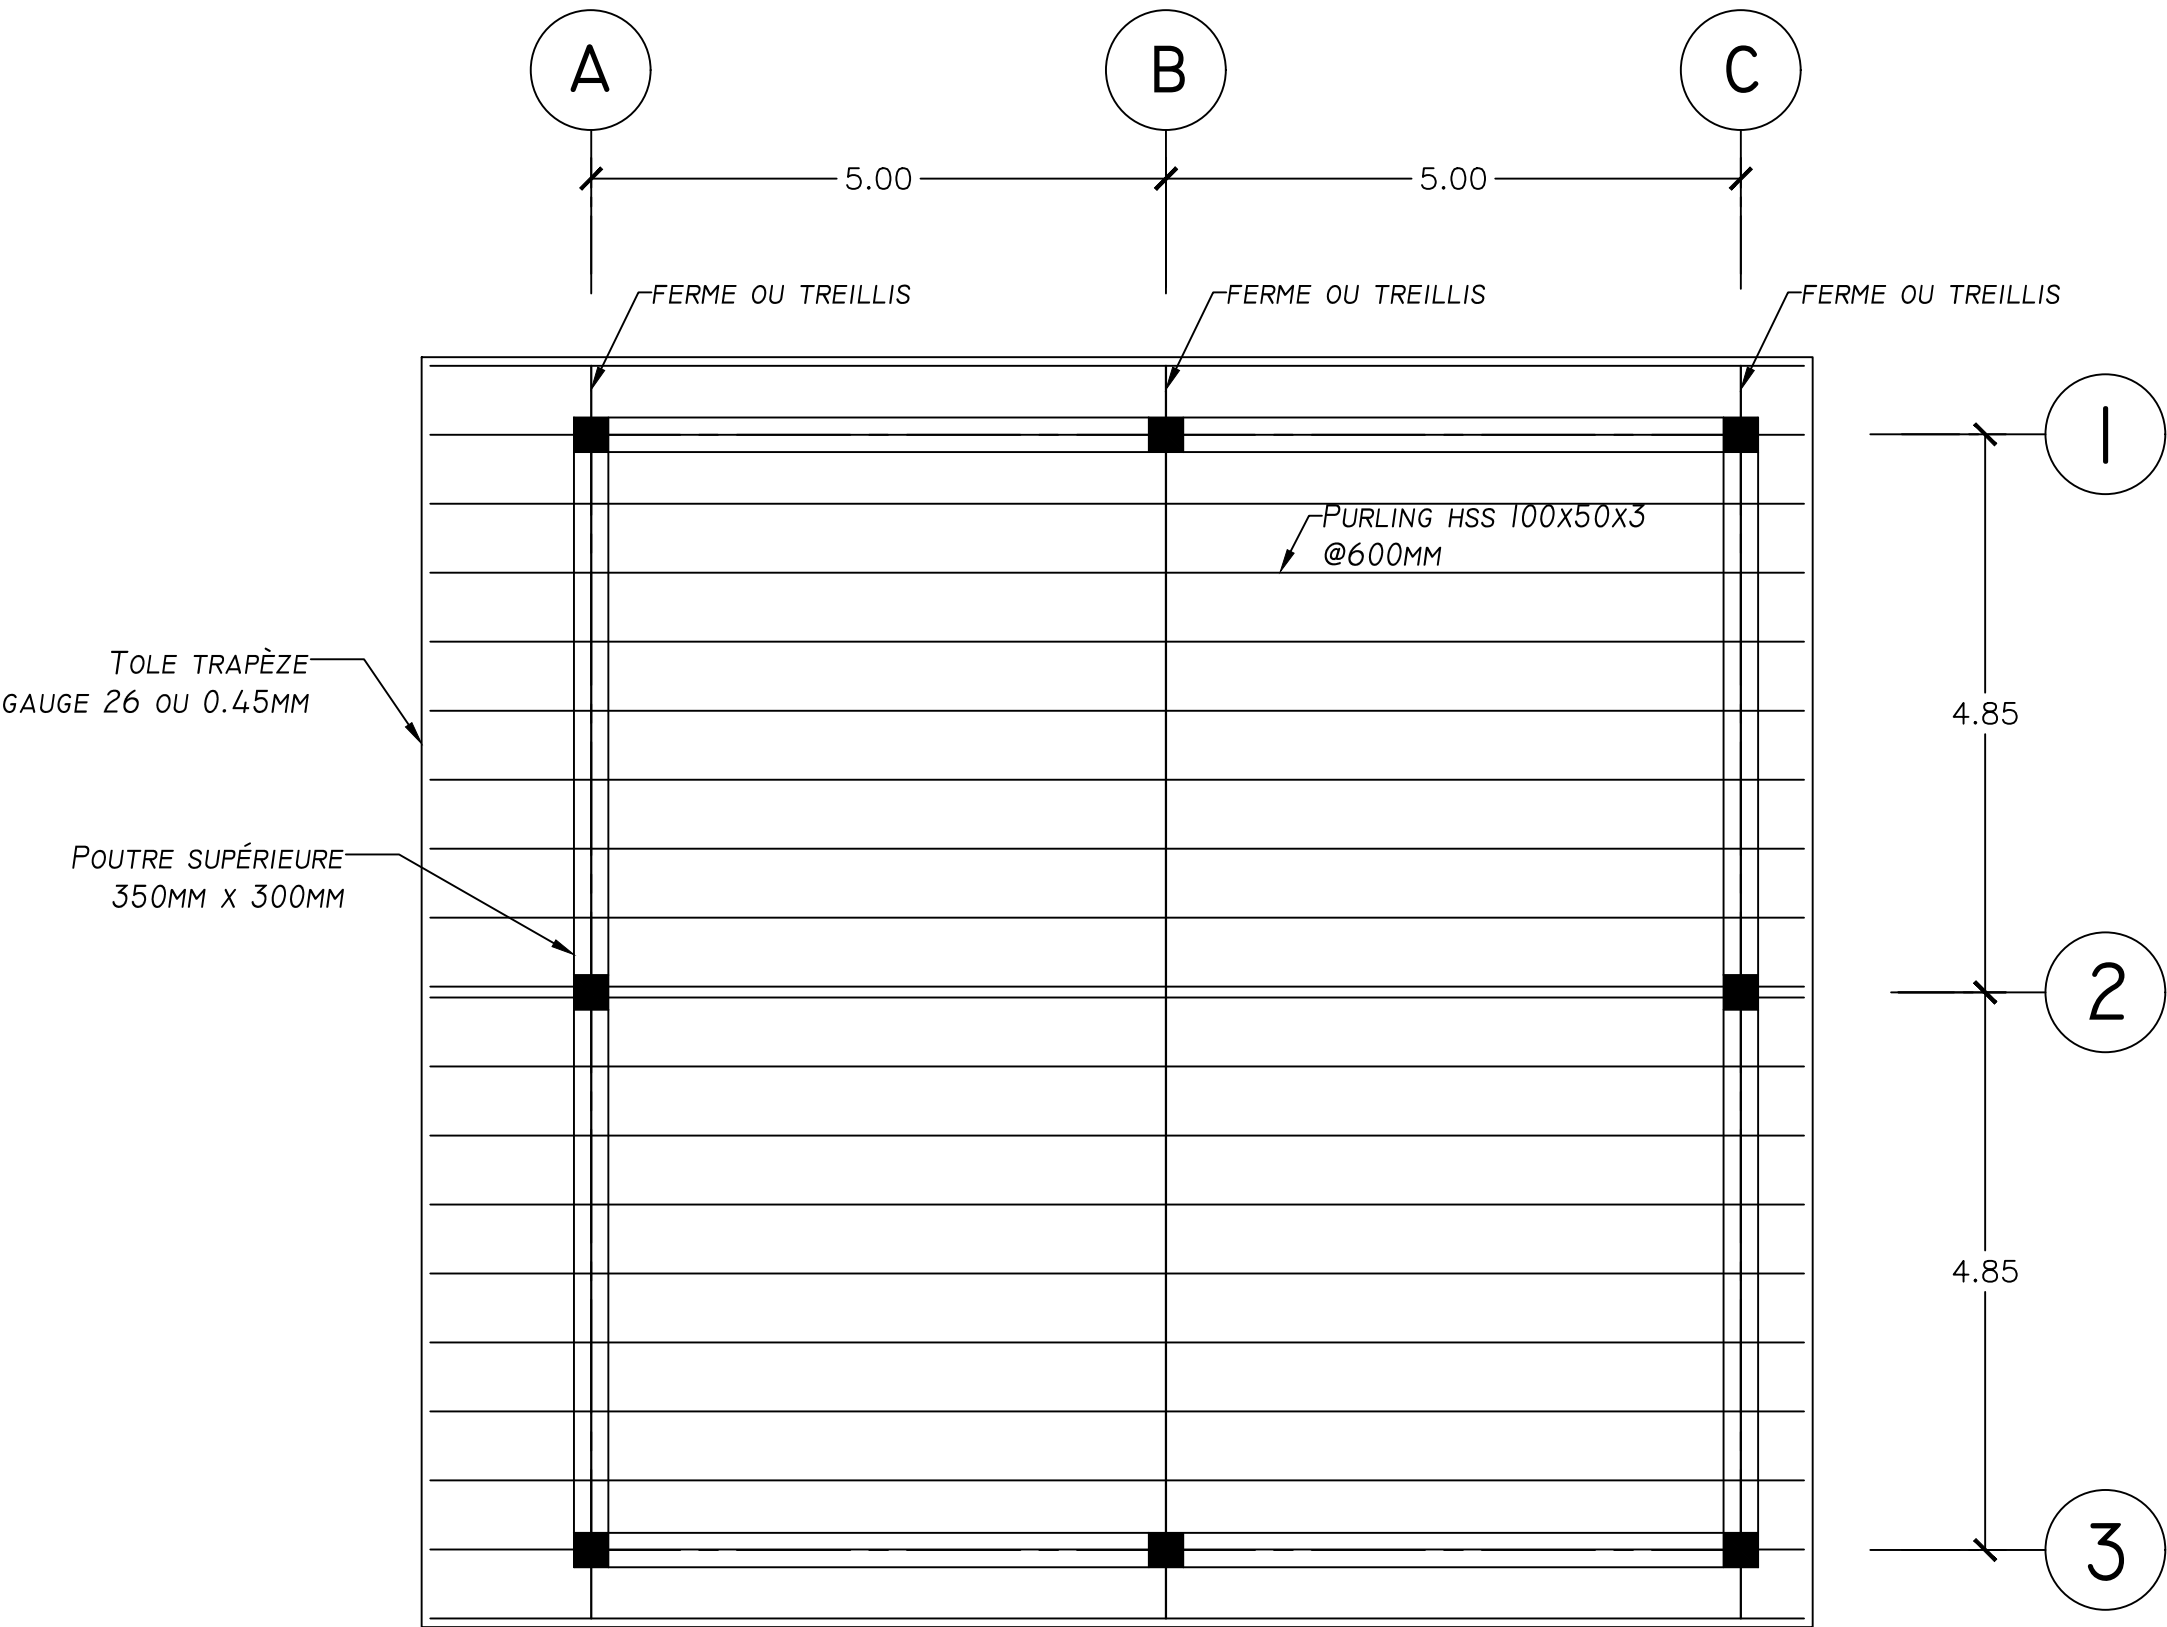 A B C
5.00 5.00
FERME OU TREILLIS FERME OU TREILLIS FERME OU TREILLIS
1
PURLING HSS 100X50X3
@600MM
TOLE TRAPÈZE
GAUGE 26 OU 0.45MM
4.85
POUTRE SUPÉRIEURE
350MM X 300MM
2
4.85
3